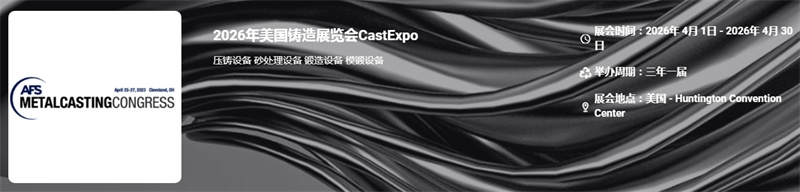 AFS
April 25-27, 2023 Cleveland, OH
METALCASTINGCONGRESS
2026年美国铸造展览会CastExpo
压铸设备 砂处理设备 鍛造设备 模鍛设备
展会时间：2026年 4月 1日 - 2026年 4月 30
日
举办周期：三年一届
展会地点：美国 - Huntington Convention
Center